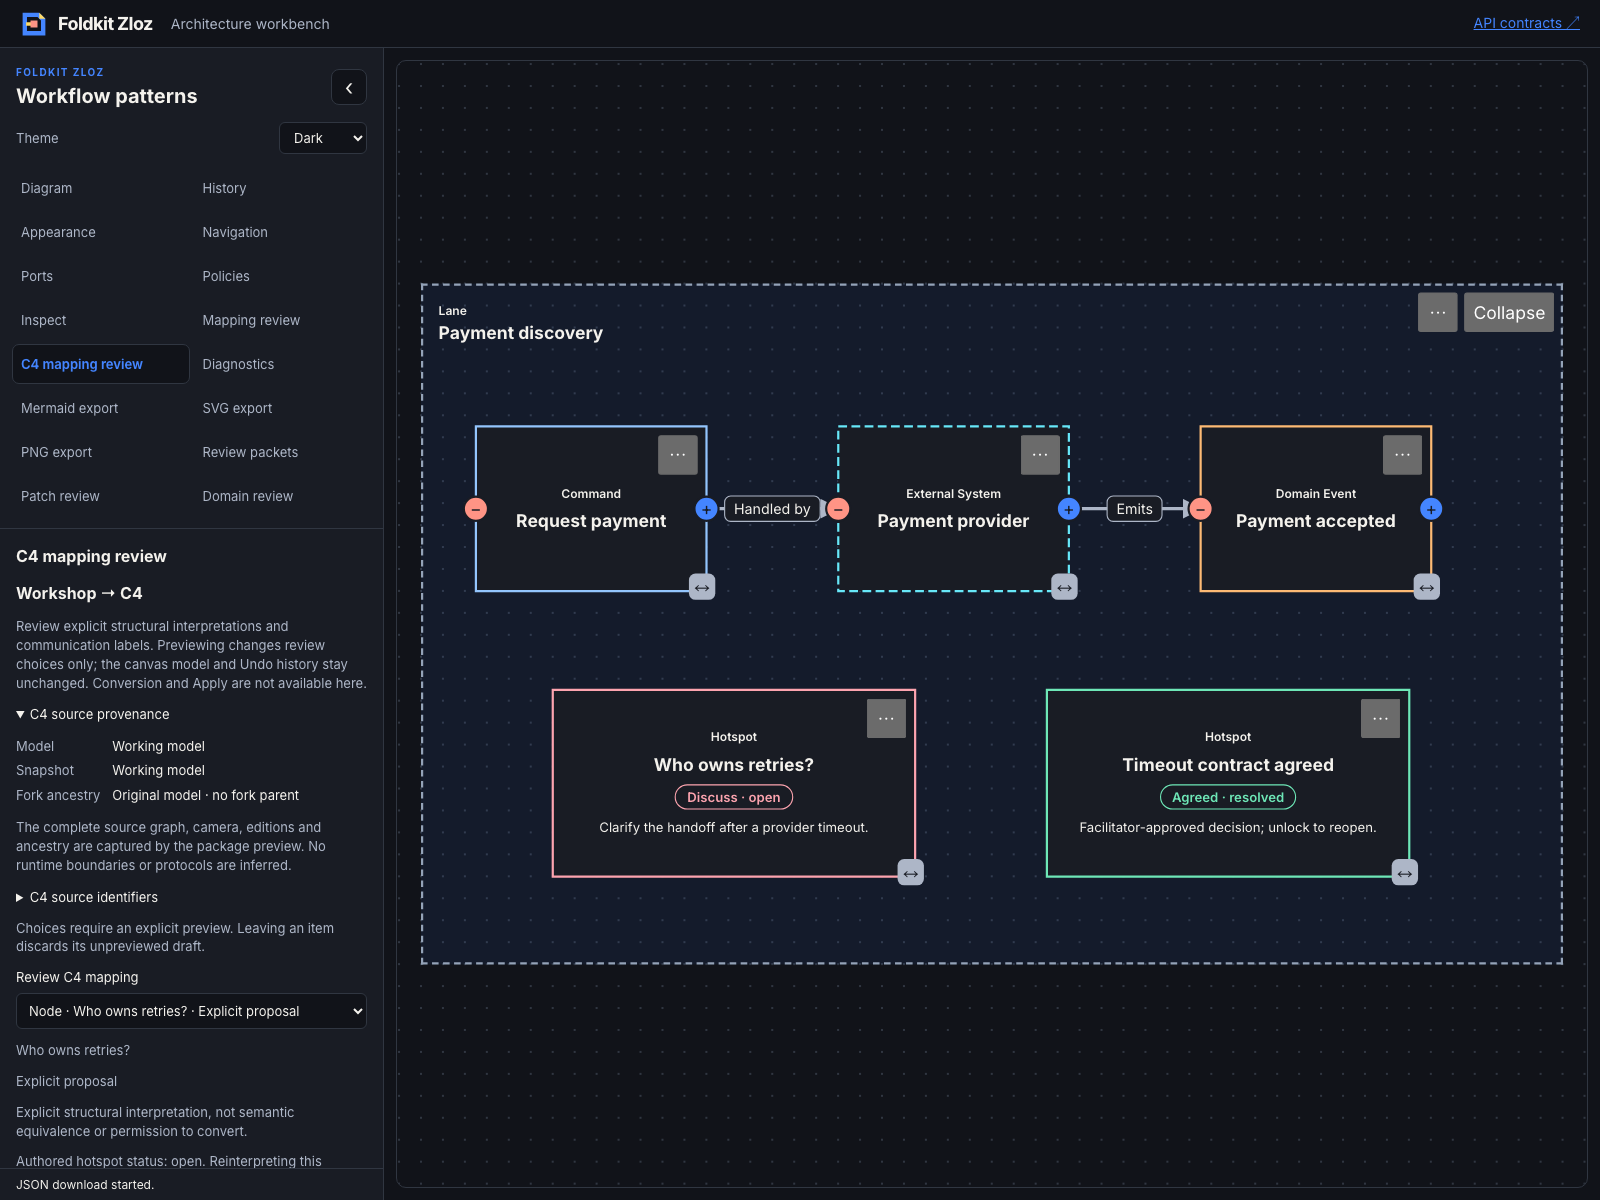 Foldkit Zloz
Architecture workbench
API contracts ↗
FOLDKIT ZLOZ
Workflow patterns
Theme
Dark
Diagram
History
Appearance
Navigation
Ports
Policies
Inspect
Mapping review
C4 mapping review
Diagnostics
Mermaid export
SVG export
PNG export
Review packets
Patch review
Domain review
C4 mapping review
Workshop → C4
Review explicit structural interpretations and
communication labels. Previewing changes review
choices only; the canvas model and Undo history stay
unchanged. Conversion and Apply are not available here.
▼ C4 source provenance
Model Working model
Snapshot Working model
Fork ancestry Original model · no fork parent
The complete source graph, camera, editions and
ancestry are captured by the package preview. No
runtime boundaries or protocols are inferred.
▶ C4 source identifiers
Choices require an explicit preview. Leaving an item
discards its unpreviewed draft.
Review C4 mapping
Node · Who owns retries? · Explicit proposal
Who owns retries?
Explicit proposal
Explicit structural interpretation, not semantic
equivalence or permission to convert.
Authored hotspot status: open. Reinterpreting this
JSON download started.
Lane
Payment discovery
… Collapse
…
Command
Request payment
− +
Handled by
…
External System
Payment provider
− +
Emits
…
Domain Event
Payment accepted
− +
…
Hotspot
Who owns retries?
Discuss · open
Clarify the handoff after a provider timeout.
…
Hotspot
Timeout contract agreed
Agreed · resolved
Facilitator-approved decision; unlock to reopen.